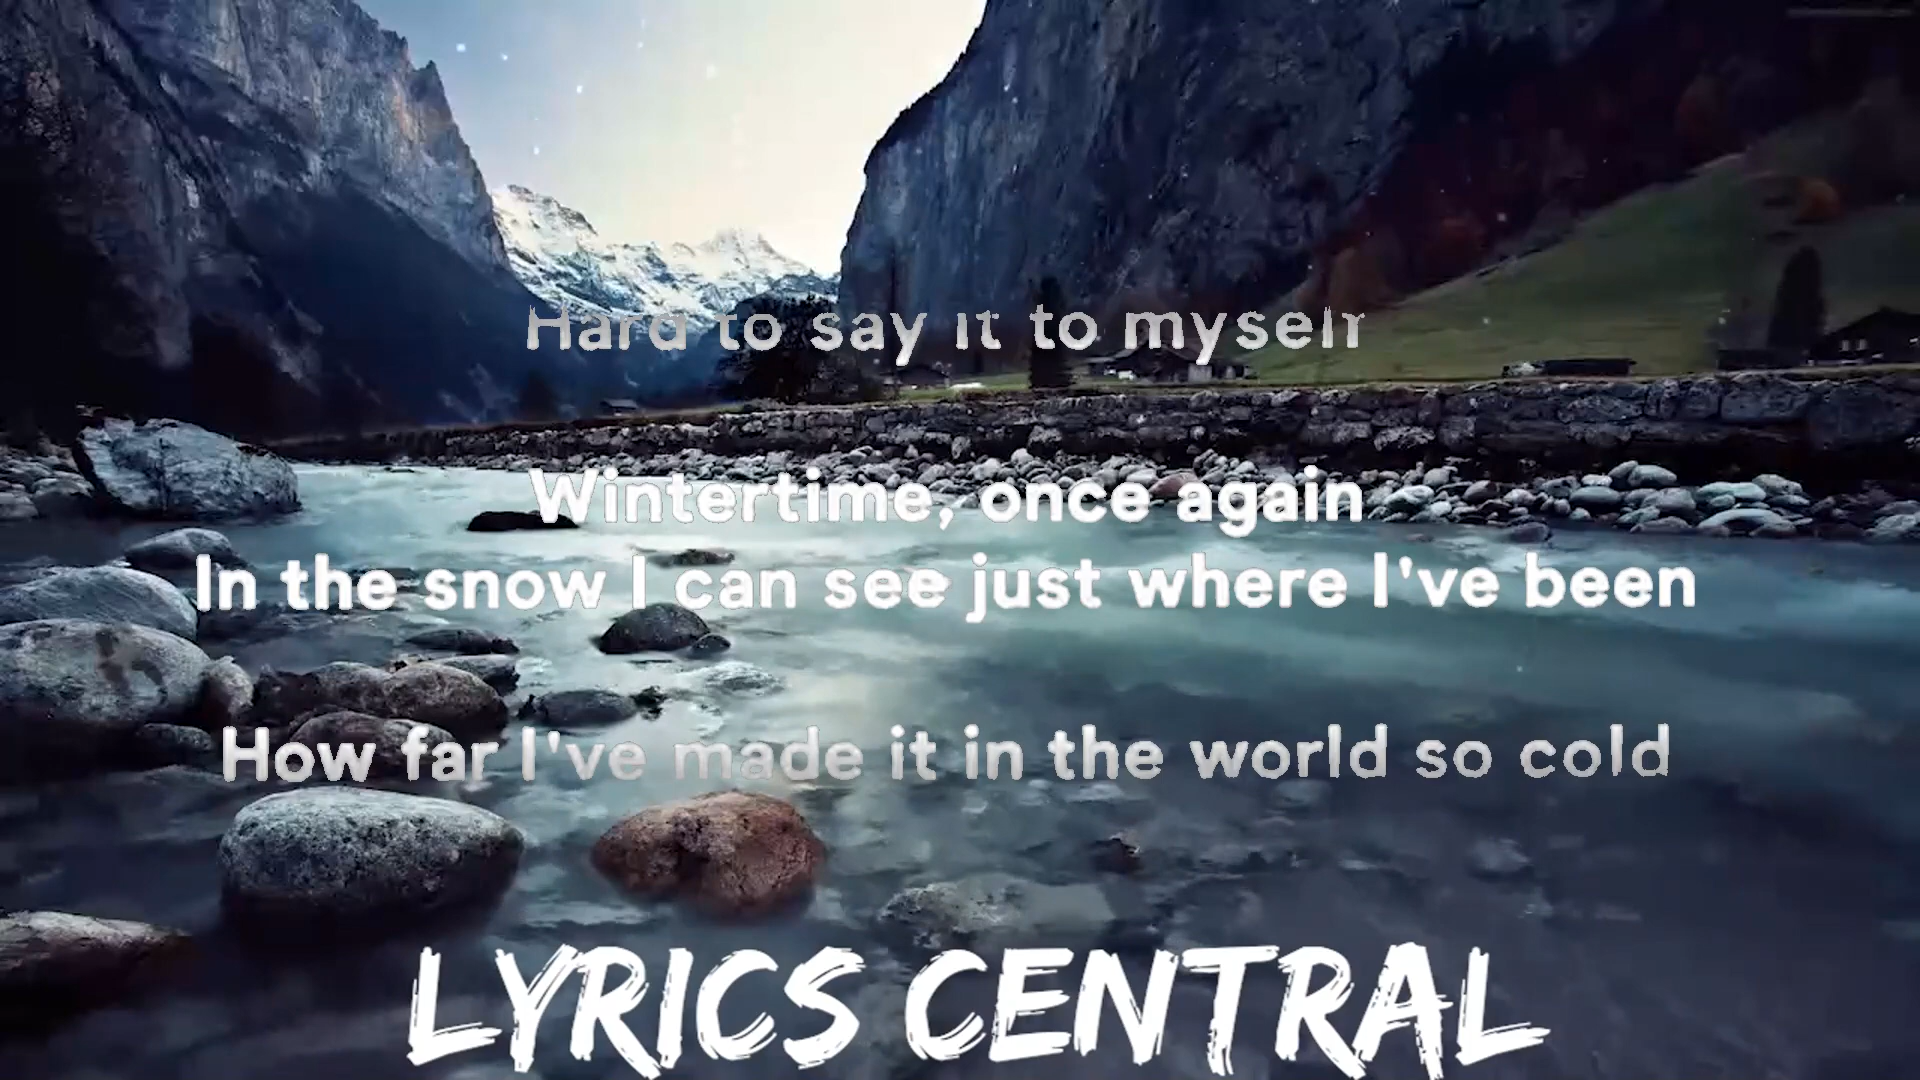 Hard to say it to myself
Wintertime, once again
In the snow I can see just where I've been
How far I've made it in the world so cold
LYRICS CENTRAL